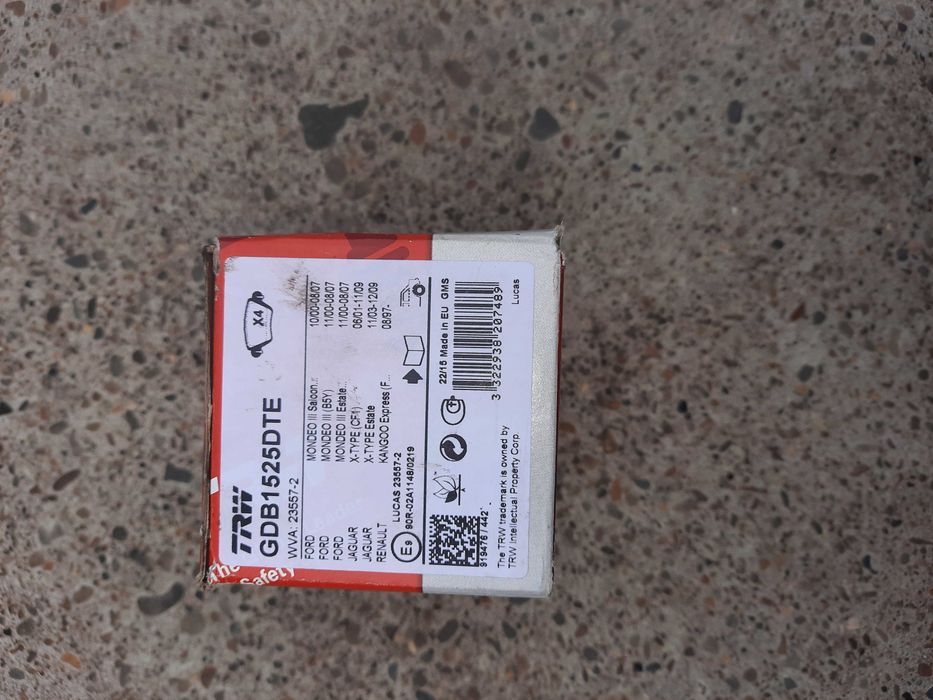 X4
TRW
GDB1525DTE
WVA: 23557-2
FORD MONDEO III Saloon... 10/00-08/07
FORD MONDEO III (B5Y) 11/00-08/07
FORD MONDEO III Estate... 11/00-08/07
JAGUAR X-TYPE (CF1) 06/01-11/09
JAGUAR X-TYPE Estate 11/03-12/09
RENAULT KANGOO Express (F... 08/97-
LUCAS 23557-2
E9 90R-02A1148/0219
22/15 Made in EU GMS
3 322938 207489
919476 / 442
The TRW trademark is owned by
TRW Intellectual Property Corp.
Lucas
The
Safety